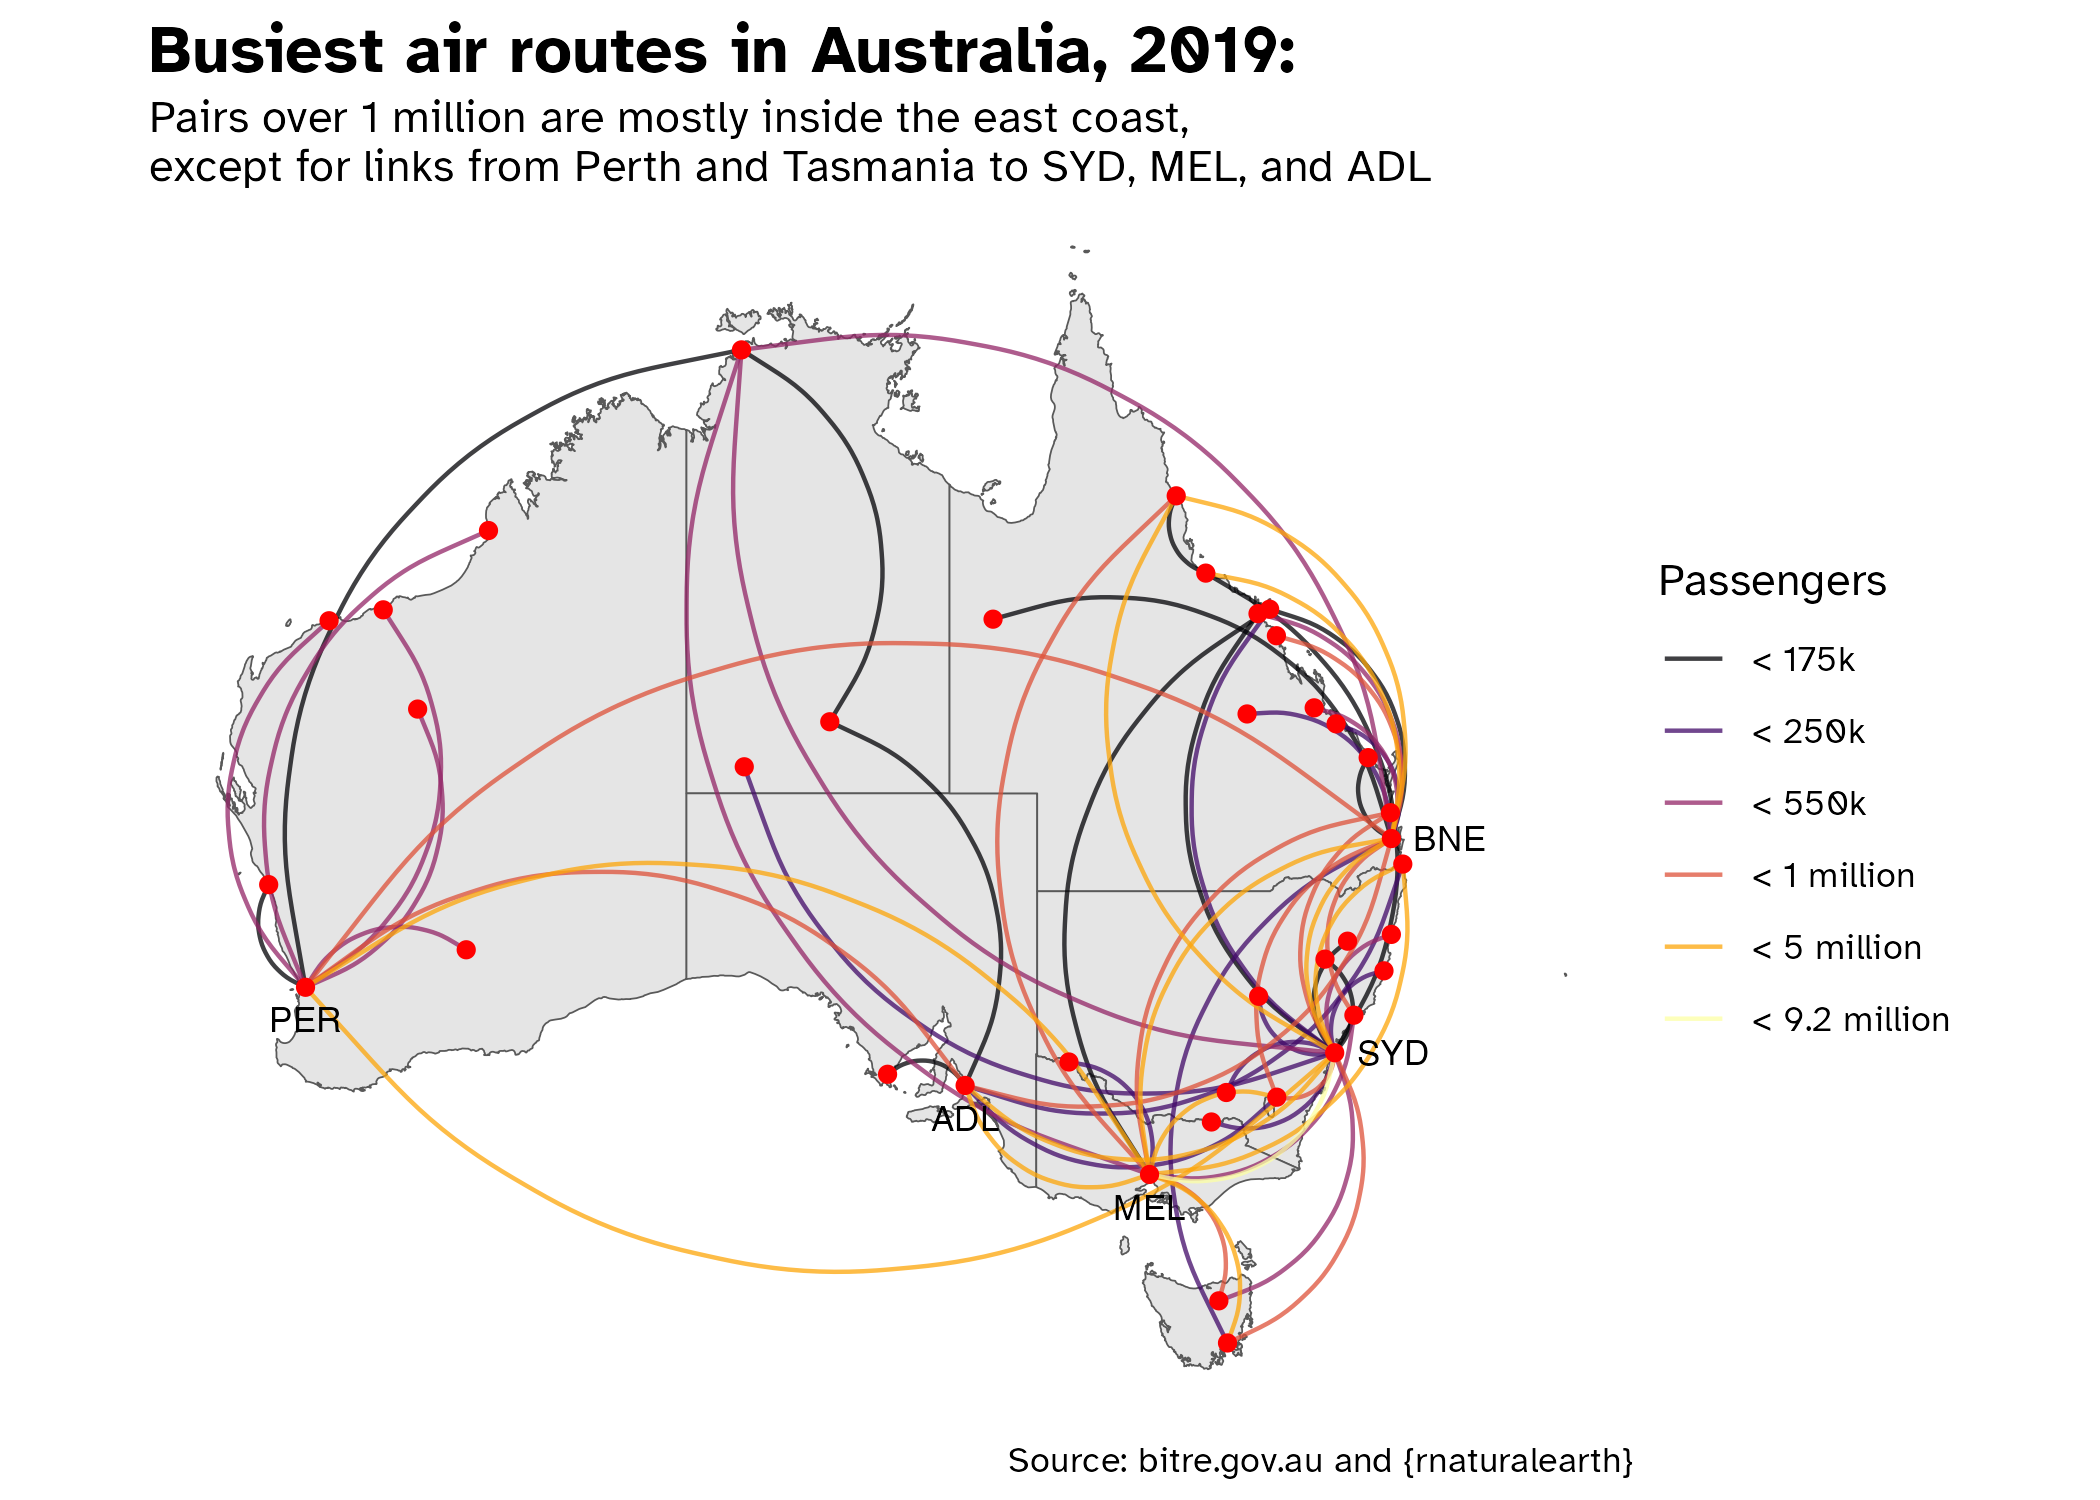 Busiest air routes in Australia, 2019:
Pairs over 1 million are mostly inside the east coast,
except for links from Perth and Tasmania to SYD, MEL, and ADL
Passengers
< 175k
< 250k
< 550k
< 1 million
< 5 million
< 9.2 million
BNE
PER
SYD
ADL
MEL
Source: bitre.gov.au and {rnaturalearth}